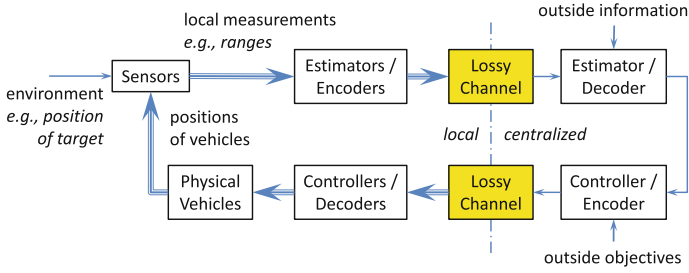 local measurements
e.g., ranges
outside information
Sensors
Estimators /
Encoders
Lossy
Channel
Estimator /
Decoder
environment
e.g., position
of target
positions
of vehicles
local
centralized
Physical
Vehicles
Controllers /
Decoders
Lossy
Channel
Controller /
Encoder
outside objectives